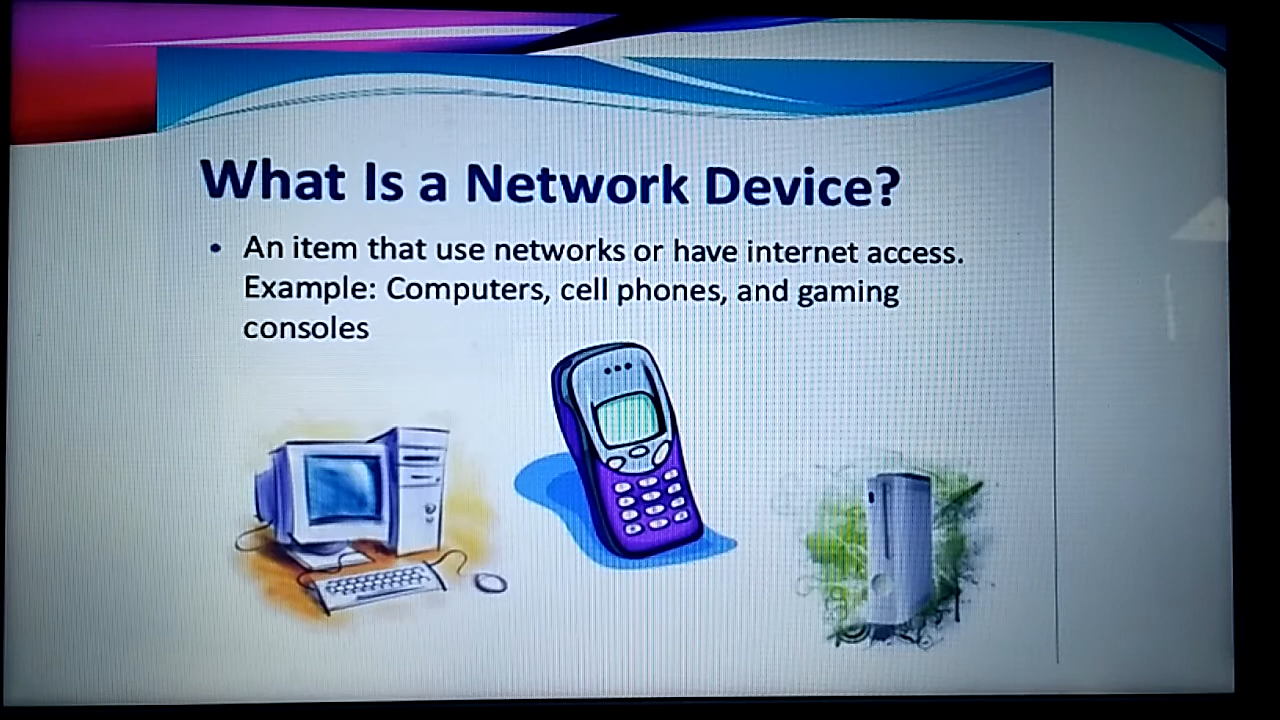 What Is a Network Device?
• An item that use networks or have internet access.
Example: Computers, cell phones, and gaming
consoles